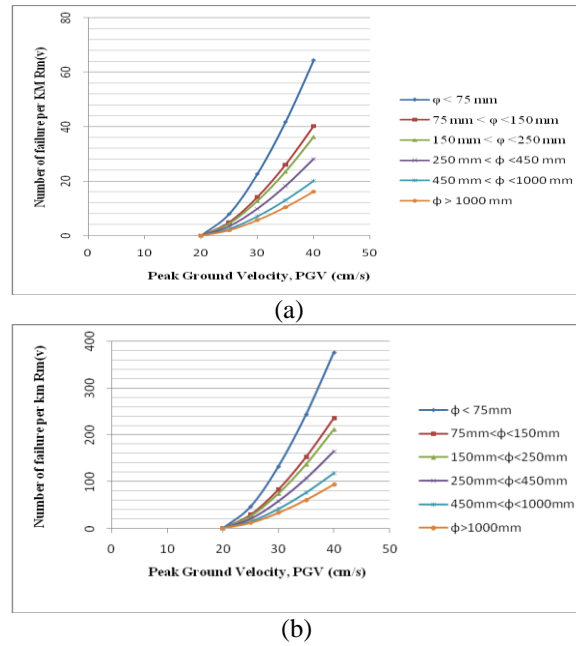 80
60
40
20
0
Number of failure per KM Rm(v)
0 10 20 30 40 50
Peak Ground Velocity, PGV (cm/s)
φ < 75 mm
75 mm < φ <150 mm
150 mm < φ <250 mm
250 mm < ϕ <450 mm
450 mm < ϕ <1000 mm
ϕ > 1000 mm
(a)
400
300
200
100
0
Number of failure per km Rm(v)
0 10 20 30 40 50
Peak Ground Velocity, PGV (cm/s)
ϕ < 75mm
75mm<ϕ<150mm
150mm<ϕ<250mm
250mm<ϕ<450mm
450mm<ϕ<1000mm
ϕ>1000mm
(b)